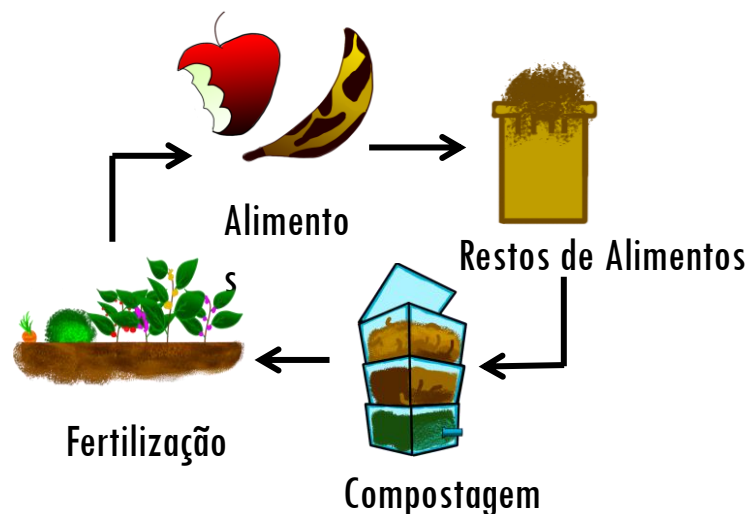 Alimento
s
Restos de Alimentos
Fertilização
Compostagem